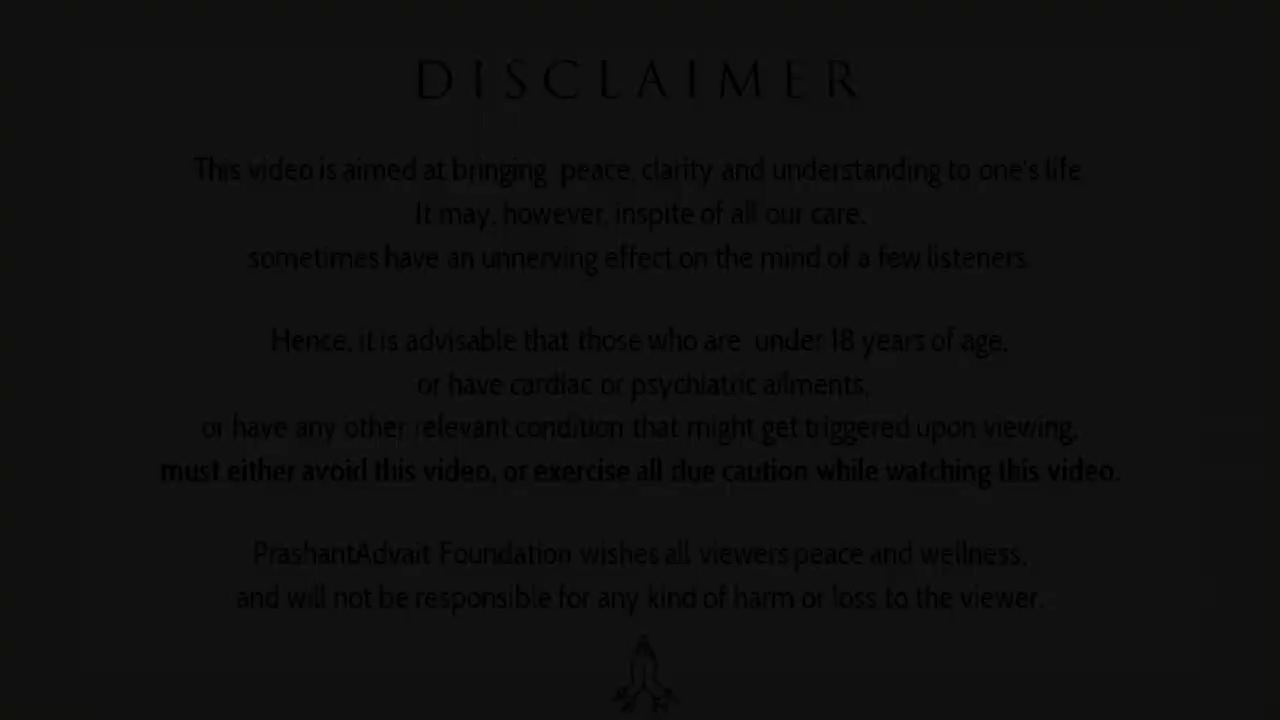 DISCLAIMER
This video is aimed at bringing peace, clarity and understanding to one's life.
It may, however, inspite of all our care,
sometimes have an unnerving effect on the mind of a few listeners.
Hence, it is advisable that those who are under 18 years of age,
or have cardiac or psychiatric ailments,
or have any other relevant condition that might get triggered upon viewing,
must either avoid this video, or exercise all due caution while watching this video.
PrashantAdvait Foundation wishes all viewers peace and wellness,
and will not be responsible for any kind of harm or loss to the viewer.